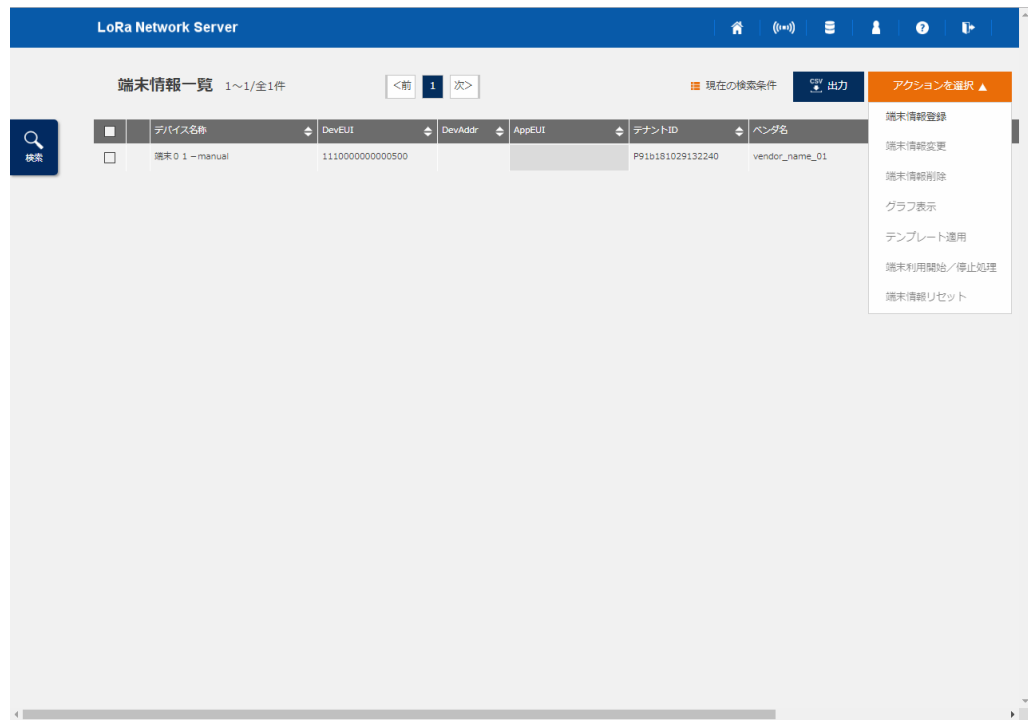 LoRa Network Server
端末情報一覧 1～1/全1件
<前 1 次>
現在の検索条件
CSV 出力
アクションを選択 ▲
端末情報登録
端末情報変更
端末情報削除
グラフ表示
テンプレート適用
端末利用開始／停止処理
端末情報リセット
検索
デバイス名称 DevEUI DevAddr AppEUI テナントID ベンダ名
端末０１－manual 1110000000000500 P91b181029132240 vendor_name_01